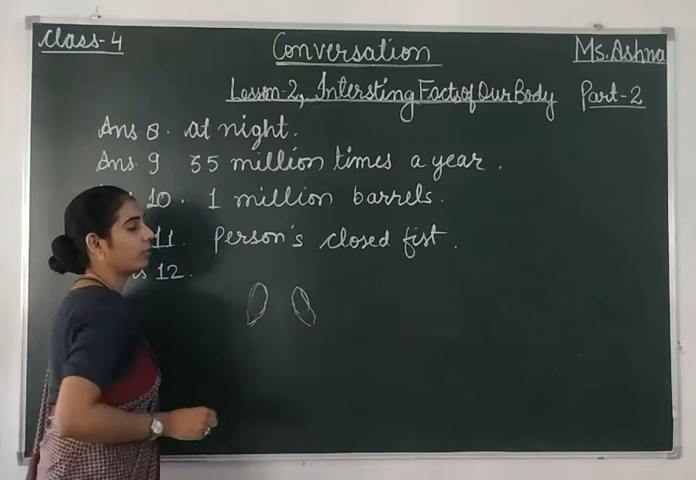 Class-4
Conversation
Ms.Ashna
Lesson-2, Intersting Facts of Our Body
Part-2
Ans 8. at night.
Ans 9. 35 million times a year.
10. 1 million barrels.
11. Person's closed fist.
s 12.